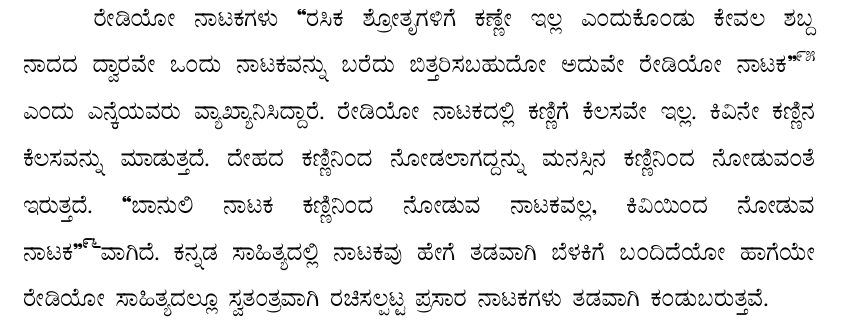 ರೇಡಿಯೋ ನಾಟಕಗಳು “ರಸಿಕ ಶ್ರೋತೃಗಳಿಗೆ ಕಣ್ಣೇ ಇಲ್ಲ ಎಂದುಕೊಂಡು ಕೇವಲ ಶಬ್ದ
ನಾದದ ದ್ವಾರವೇ ಒಂದು ನಾಟಕವನ್ನು ಬರೆದು ಬಿತ್ತರಿಸಬಹುದೋ ಅದುವೇ ರೇಡಿಯೋ ನಾಟಕ”೯೫
ಎಂದು ಎನ್ಕೆಯವರು ವ್ಯಾಖ್ಯಾನಿಸಿದ್ದಾರೆ. ರೇಡಿಯೋ ನಾಟಕದಲ್ಲಿ ಕಣ್ಣಿಗೆ ಕೆಲಸವೇ ಇಲ್ಲ. ಕಿವಿನೇ ಕಣ್ಣಿನ
ಕೆಲಸವನ್ನು ಮಾಡುತ್ತದೆ. ದೇಹದ ಕಣ್ಣಿನಿಂದ ನೋಡಲಾಗದ್ದನ್ನು ಮನಸ್ಸಿನ ಕಣ್ಣಿನಿಂದ ನೋಡುವಂತೆ
ಇರುತ್ತದೆ. “ಬಾನುಲಿ ನಾಟಕ ಕಣ್ಣಿನಿಂದ ನೋಡುವ ನಾಟಕವಲ್ಲ, ಕಿವಿಯಿಂದ ನೋಡುವ
ನಾಟಕ”೯೬ವಾಗಿದೆ. ಕನ್ನಡ ಸಾಹಿತ್ಯದಲ್ಲಿ ನಾಟಕವು ಹೇಗೆ ತಡವಾಗಿ ಬೆಳಕಿಗೆ ಬಂದಿದೆಯೋ ಹಾಗೆಯೇ
ರೇಡಿಯೋ ಸಾಹಿತ್ಯದಲ್ಲೂ ಸ್ವತಂತ್ರವಾಗಿ ರಚಿಸಲ್ಪಟ್ಟ ಪ್ರಸಾರ ನಾಟಕಗಳು ತಡವಾಗಿ ಕಂಡುಬರುತ್ತವೆ.